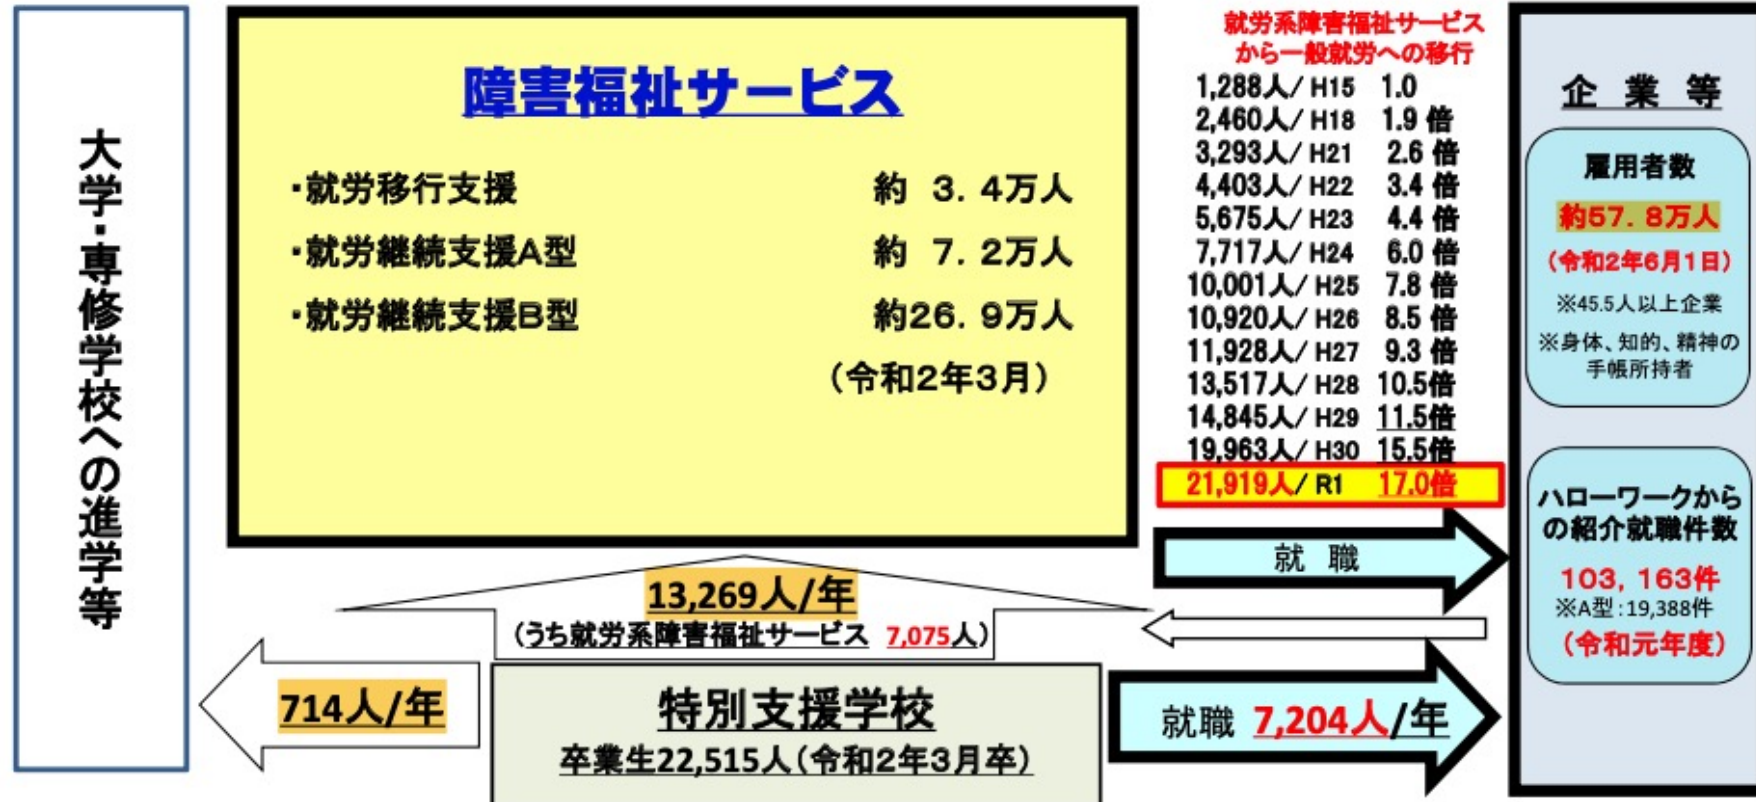 大学・専修学校への進学等
障害福祉サービス
・就労移行支援 約 3.4万人
・就労継続支援A型 約 7.2万人
・就労継続支援B型 約26.9万人
(令和2年3月)
就労系障害福祉サービス
から一般就労への移行
1,288人/ H15 1.0
2,460人/ H18 1.9 倍
3,293人/ H21 2.6 倍
4,403人/ H22 3.4 倍
5,675人/ H23 4.4 倍
7,717人/ H24 6.0 倍
10,001人/ H25 7.8 倍
10,920人/ H26 8.5 倍
11,928人/ H27 9.3 倍
13,517人/ H28 10.5倍
14,845人/ H29 11.5倍
19,963人/ H30 15.5倍
21,919人/ R1 17.0倍
就 職
企 業 等
雇用者数
約57.8万人
(令和2年6月1日)
※45.5人以上企業
※身体、知的、精神の
手帳所持者
ハローワークから
の紹介就職件数
103,163件
※A型:19,388件
(令和元年度)
13,269人/年
(うち就労系障害福祉サービス 7,075人)
714人/年
特別支援学校
卒業生22,515人(令和2年3月卒)
就職 7,204人/年